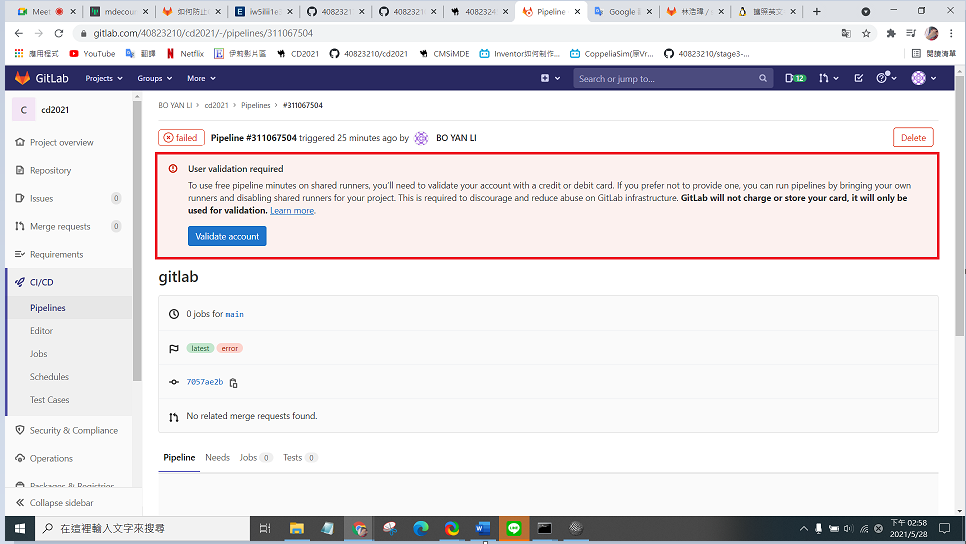 Meet
mdecour
如何防止
iw5iili1e
4082321
4082321
4082324
Pipeline
Google
林浩瑋 /
護照英文
gitlab.com/40823210/cd2021/-/pipelines/311067504
應用程式
YouTube
翻譯
Netflix
伊莉影片區
CD2021
40823210/cd2021
CMSiMDE
Inventor如何制作...
CoppeliaSim(原Vr...
40823210/stage3-...
閱讀清單
GitLab
Projects
Groups
More
Search or jump to...
12
C
cd2021
BO YAN LI > cd2021 > Pipelines > #311067504
failed
Pipeline #311067504 triggered 25 minutes ago by
BO YAN LI
Delete
Project overview
Repository
Issues 0
Merge requests 0
Requirements
CI/CD
Pipelines
Editor
Jobs
Schedules
Test Cases
Security & Compliance
Operations
Packages & Registries
Collapse sidebar
User validation required
To use free pipeline minutes on shared runners, you'll need to validate your account with a credit or debit card. If you prefer not to provide one, you can run pipelines by bringing your own
runners and disabling shared runners for your project. This is required to discourage and reduce abuse on GitLab infrastructure. GitLab will not charge or store your card, it will only be
used for validation. Learn more.
Validate account
gitlab
0 jobs for main
latest error
7057ae2b
No related merge requests found.
Pipeline Needs Jobs 0 Tests 0
在這裡輸入文字來搜尋
下午 02:58
2021/5/28